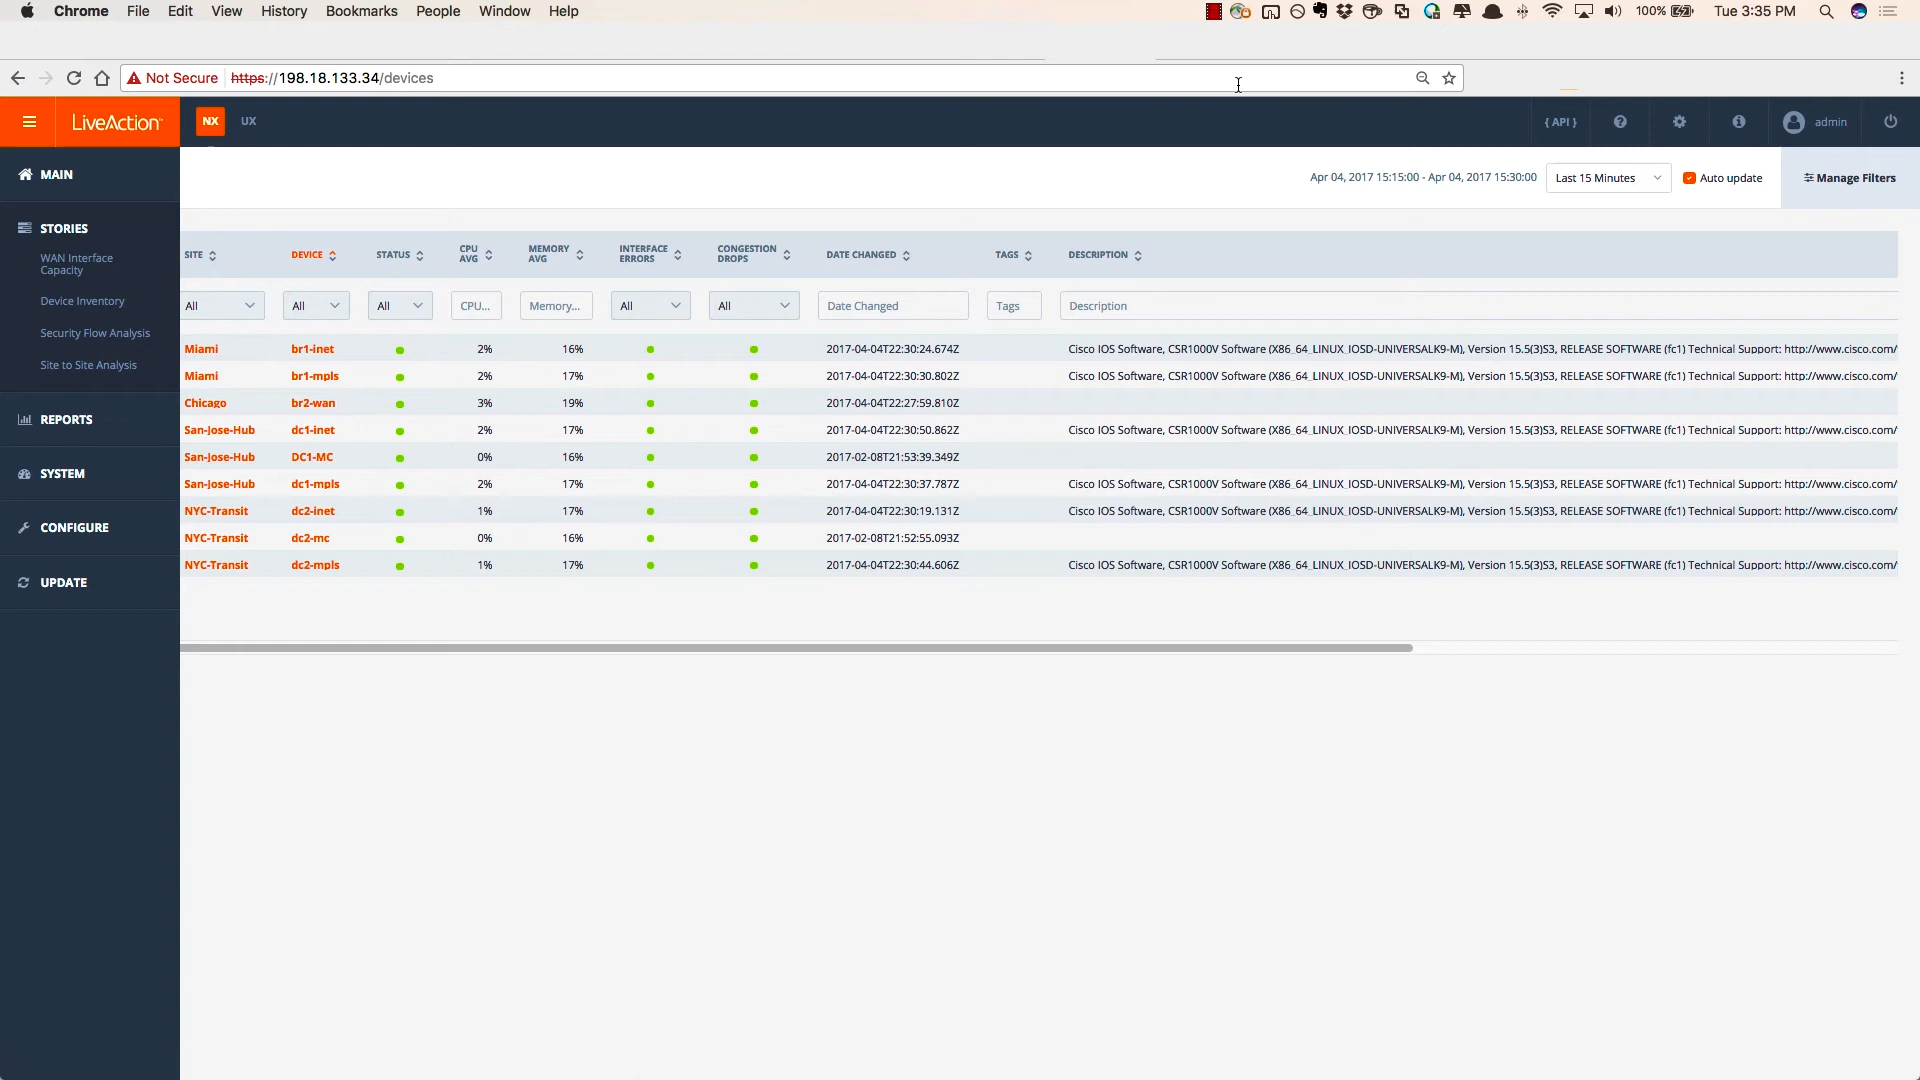 Chrome File Edit View History Bookmarks People Window Help 100% Tue 3:35 PM
Not Secure https://198.18.133.34/devices
LiveAction NX UX { API } admin
MAIN
Apr 04, 2017 15:15:00 - Apr 04, 2017 15:30:00 Last 15 Minutes Auto update Manage Filters
STORIES
WAN Interface
Capacity
Device Inventory
Security Flow Analysis
Site to Site Analysis
REPORTS
SYSTEM
CONFIGURE
UPDATE
SITE DEVICE STATUS CPU AVG MEMORY AVG INTERFACE ERRORS CONGESTION DROPS DATE CHANGED TAGS DESCRIPTION
All All All CPU... Memory... All All Date Changed Tags Description
Miami br1-inet 2% 16% 2017-04-04T22:30:24.674Z Cisco IOS Software, CSR1000V Software (X86_64_LINUX_IOSD-UNIVERSALK9-M), Version 15.5(3)S3, RELEASE SOFTWARE (fc1) Technical Support: http://www.cisco.com/
Miami br1-mpls 2% 17% 2017-04-04T22:30:30.802Z Cisco IOS Software, CSR1000V Software (X86_64_LINUX_IOSD-UNIVERSALK9-M), Version 15.5(3)S3, RELEASE SOFTWARE (fc1) Technical Support: http://www.cisco.com/
Chicago br2-wan 3% 19% 2017-04-04T22:27:59.810Z
San-Jose-Hub dc1-inet 2% 17% 2017-04-04T22:30:50.862Z Cisco IOS Software, CSR1000V Software (X86_64_LINUX_IOSD-UNIVERSALK9-M), Version 15.5(3)S3, RELEASE SOFTWARE (fc1) Technical Support: http://www.cisco.com/
San-Jose-Hub DC1-MC 0% 16% 2017-02-08T21:53:39.349Z
San-Jose-Hub dc1-mpls 2% 17% 2017-04-04T22:30:37.787Z Cisco IOS Software, CSR1000V Software (X86_64_LINUX_IOSD-UNIVERSALK9-M), Version 15.5(3)S3, RELEASE SOFTWARE (fc1) Technical Support: http://www.cisco.com/
NYC-Transit dc2-inet 1% 17% 2017-04-04T22:30:19.131Z Cisco IOS Software, CSR1000V Software (X86_64_LINUX_IOSD-UNIVERSALK9-M), Version 15.5(3)S3, RELEASE SOFTWARE (fc1) Technical Support: http://www.cisco.com/
NYC-Transit dc2-mc 0% 16% 2017-02-08T21:52:55.093Z
NYC-Transit dc2-mpls 1% 17% 2017-04-04T22:30:44.606Z Cisco IOS Software, CSR1000V Software (X86_64_LINUX_IOSD-UNIVERSALK9-M), Version 15.5(3)S3, RELEASE SOFTWARE (fc1) Technical Support: http://www.cisco.com/